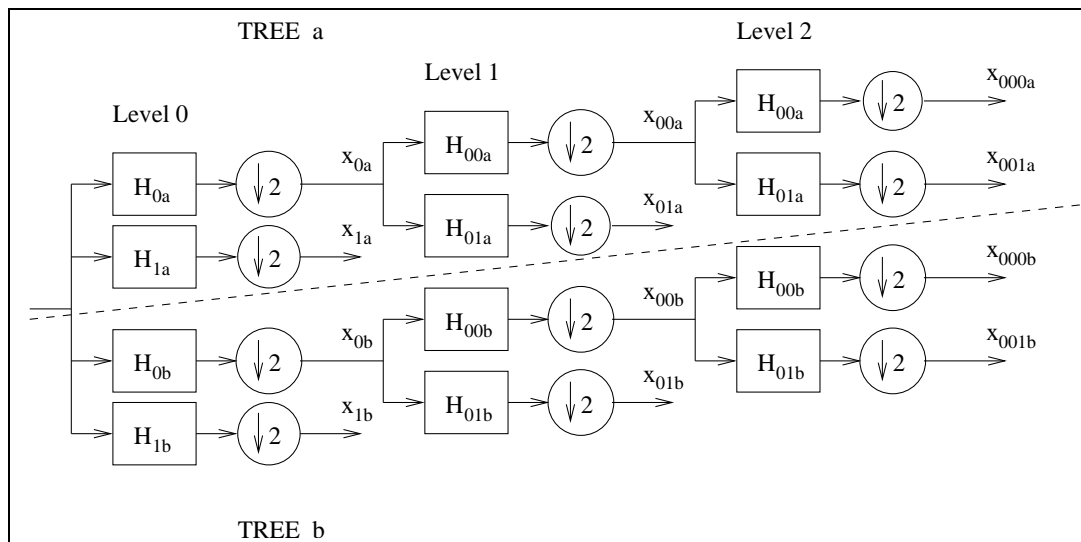 TREE a
Level 2
Level 1
Level 0
H00a
↓2
x000a
H01a
↓2
x001a
H00a
↓2
x00a
H01a
↓2
x01a
H0a
↓2
x0a
H1a
↓2
x1a
H00b
↓2
x000b
H01b
↓2
x001b
H00b
↓2
x00b
H01b
↓2
x01b
H0b
↓2
x0b
H1b
↓2
x1b
TREE b